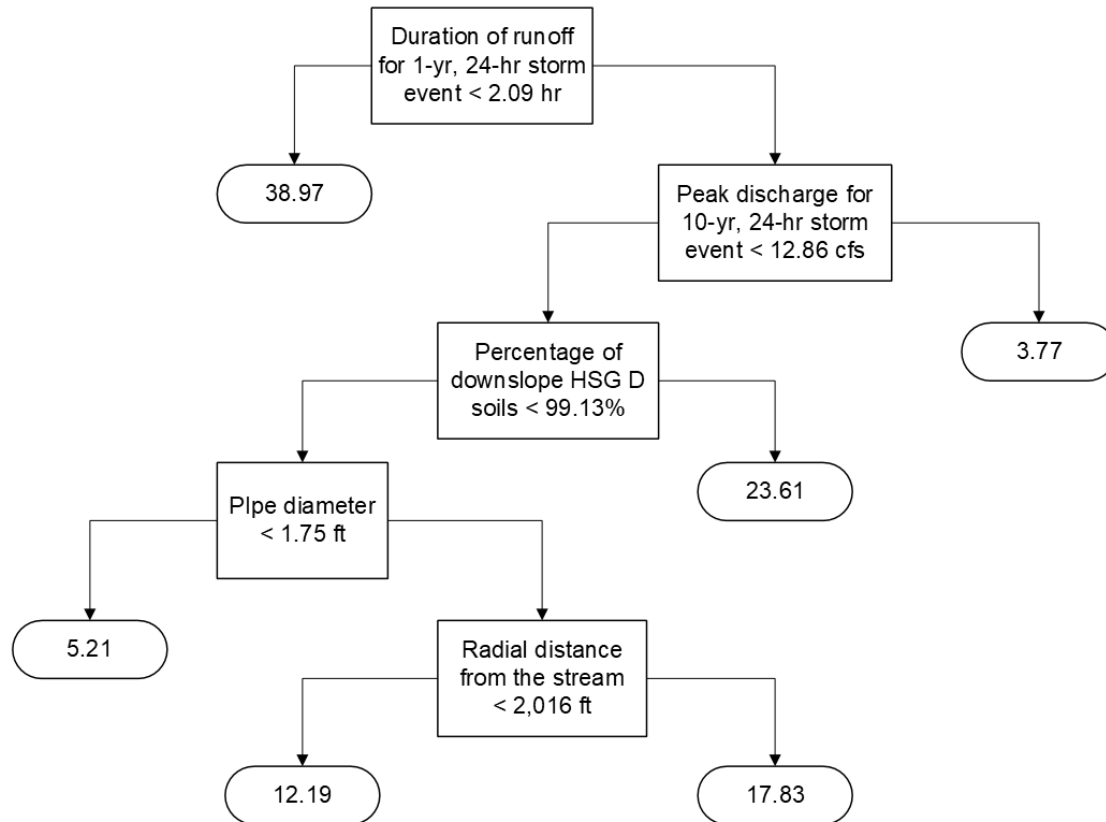 Duration of runoff
for 1-yr, 24-hr storm
event < 2.09 hr
38.97
Peak discharge for
10-yr, 24-hr storm
event < 12.86 cfs
3.77
Percentage of
downslope HSG D
soils < 99.13%
23.61
PIpe diameter
< 1.75 ft
5.21
Radial distance
from the stream
< 2,016 ft
12.19
17.83